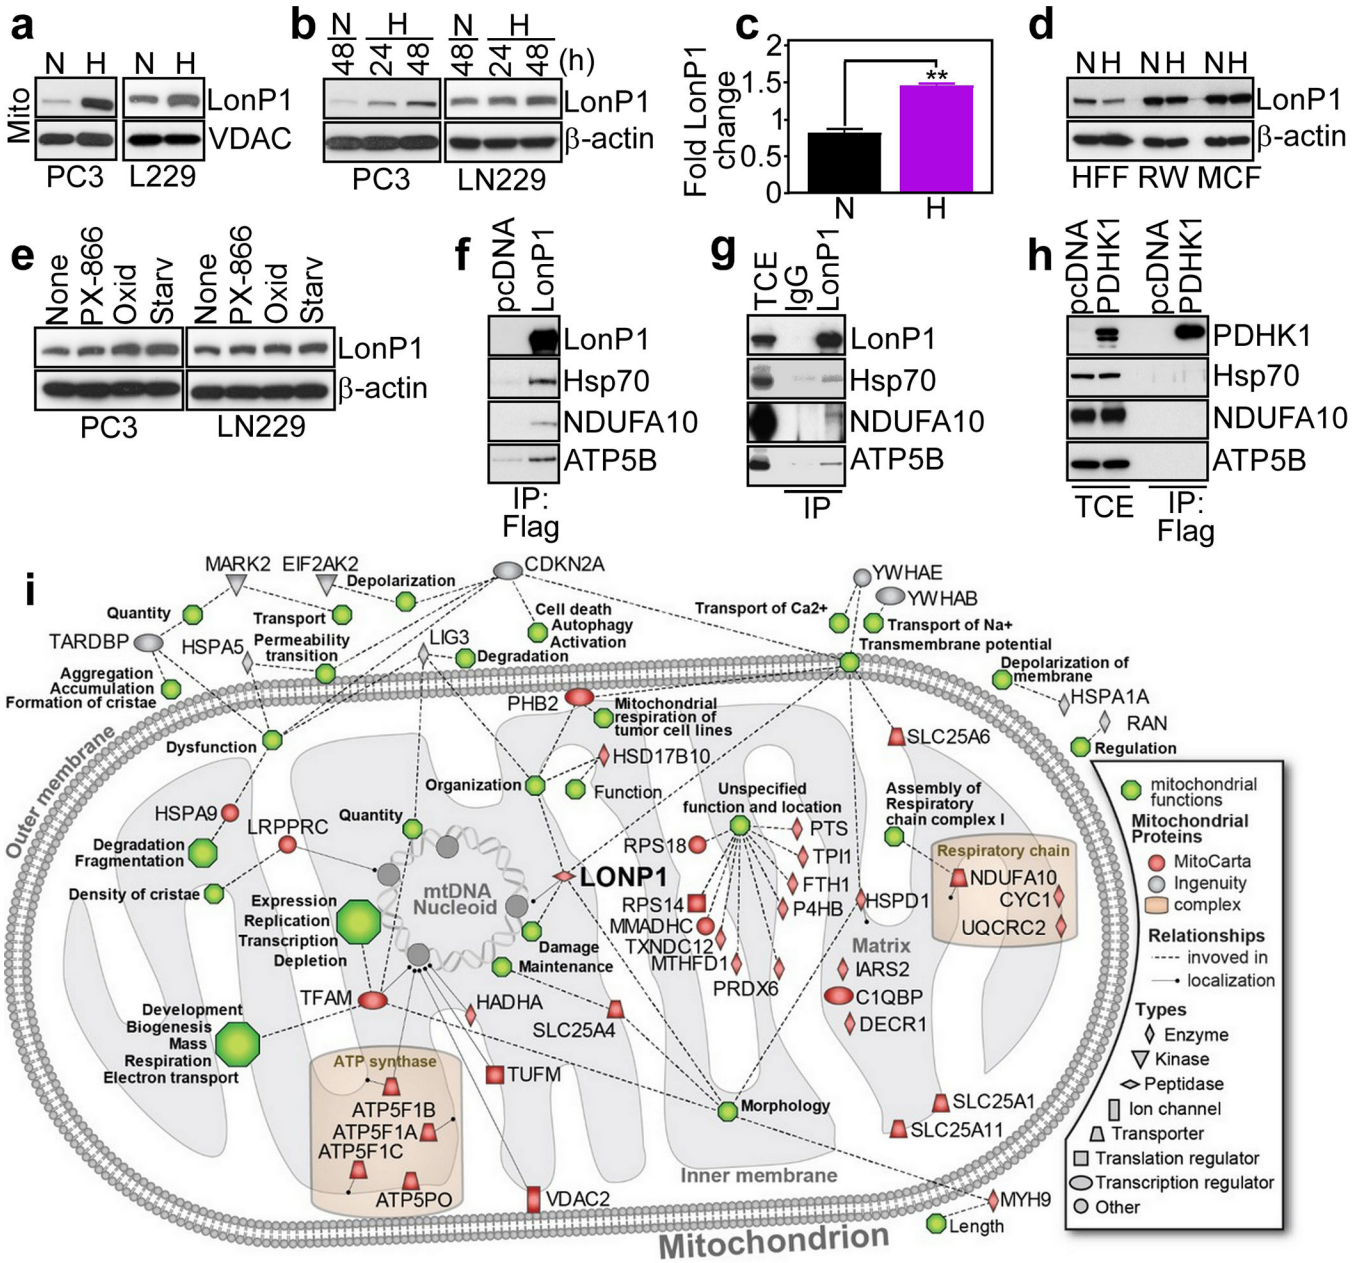 a
N H
N H
Mito
LonP1
VDAC
PC3
L229
b
N H
N H
48 24 48
48 24 48 (h)
LonP1
β-actin
PC3
LN229
c
Fold LonP1
change
2
1.5
1
0.5
0
**
N
H
d
NH NH NH
LonP1
β-actin
HFF RW MCF
e
None
PX-866
Oxid
Starv
None
PX-866
Oxid
Starv
LonP1
β-actin
PC3
LN229
f
pcDNA
LonP1
LonP1
Hsp70
NDUFA10
ATP5B
IP:
Flag
g
TCE
IgG
LonP1
LonP1
Hsp70
NDUFA10
ATP5B
IP
h
pcDNA
PDHK1
pcDNA
PDHK1
PDHK1
Hsp70
NDUFA10
ATP5B
TCE
IP:
Flag
i
MARK2
EIF2AK2
Depolarization
CDKN2A
YWHAE
YWHAB
Quantity
Transport
Cell death
Autophagy
Activation
Transport of Ca2+
Transport of Na+
TARDBP
HSPA5
Permeability
transition
LIG3
Degradation
Transmembrane potential
Aggregation
Accumulation
Formation of cristae
Depolarization of
membrane
HSPA1A
RAN
Regulation
Outer membrane
Dysfunction
PHB2
Mitochondrial
respiration of
tumor cell lines
SLC25A6
HSD17B10
Organization
Function
HSPA9
LRPPRC
Quantity
Unspecified
function and location
Assembly of
Respiratory
chain complex I
Degradation
Fragmentation
Density of cristae
mtDNA
Nucleoid
LONP1
RPS18
PTS
TPI1
FTH1
P4HB
RPS14
MMADHC
TXNDC12
MTHFD1
PRDX6
HSPD1
Respiratory chain
NDUFA10
CYC1
UQCRC2
Expression
Replication
Transcription
Depletion
Damage
Maintenance
Matrix
IARS2
C1QBP
DECR1
TFAM
HADHA
SLC25A4
Development
Biogenesis
Mass
Respiration
Electron transport
ATP synthase
ATP5F1B
ATP5F1A
ATP5F1C
ATP5PO
TUFM
VDAC2
Morphology
SLC25A1
SLC25A11
Inner membrane
MYH9
Length
Mitochondrion
mitochondrial
functions
Mitochondrial
Proteins
MitoCarta
Ingenuity
complex
Relationships
invoved in
localization
Types
Enzyme
Kinase
Peptidase
Ion channel
Transporter
Translation regulator
Transcription regulator
Other